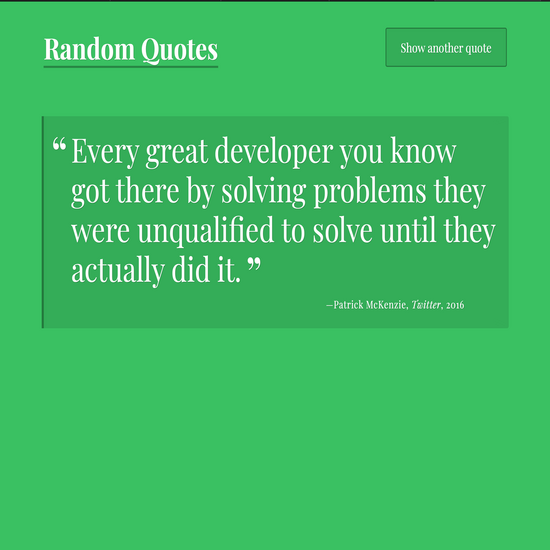 Random Quotes
Show another quote
“Every great developer you know
got there by solving problems they
were unqualified to solve until they
actually did it.”
—Patrick McKenzie, Twitter, 2016